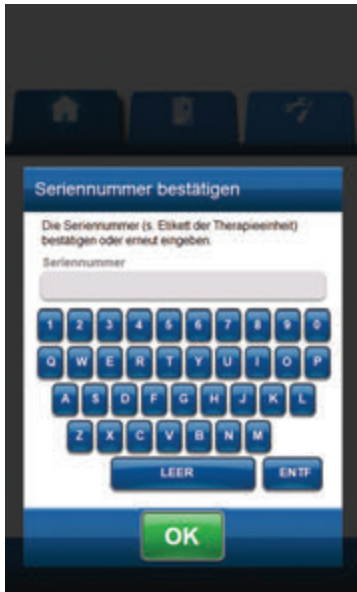 Seriennummer bestätigen
Die Seriennummer (s. Etikett der Therapieeinheit)
bestätigen oder erneut eingeben.
Seriennummer
1 2 3 4 5 6 7 8 9 0
Q W E R T Y U I O P
A S D F G H J K L
Z X C V B N M
LEER ENTF
OK